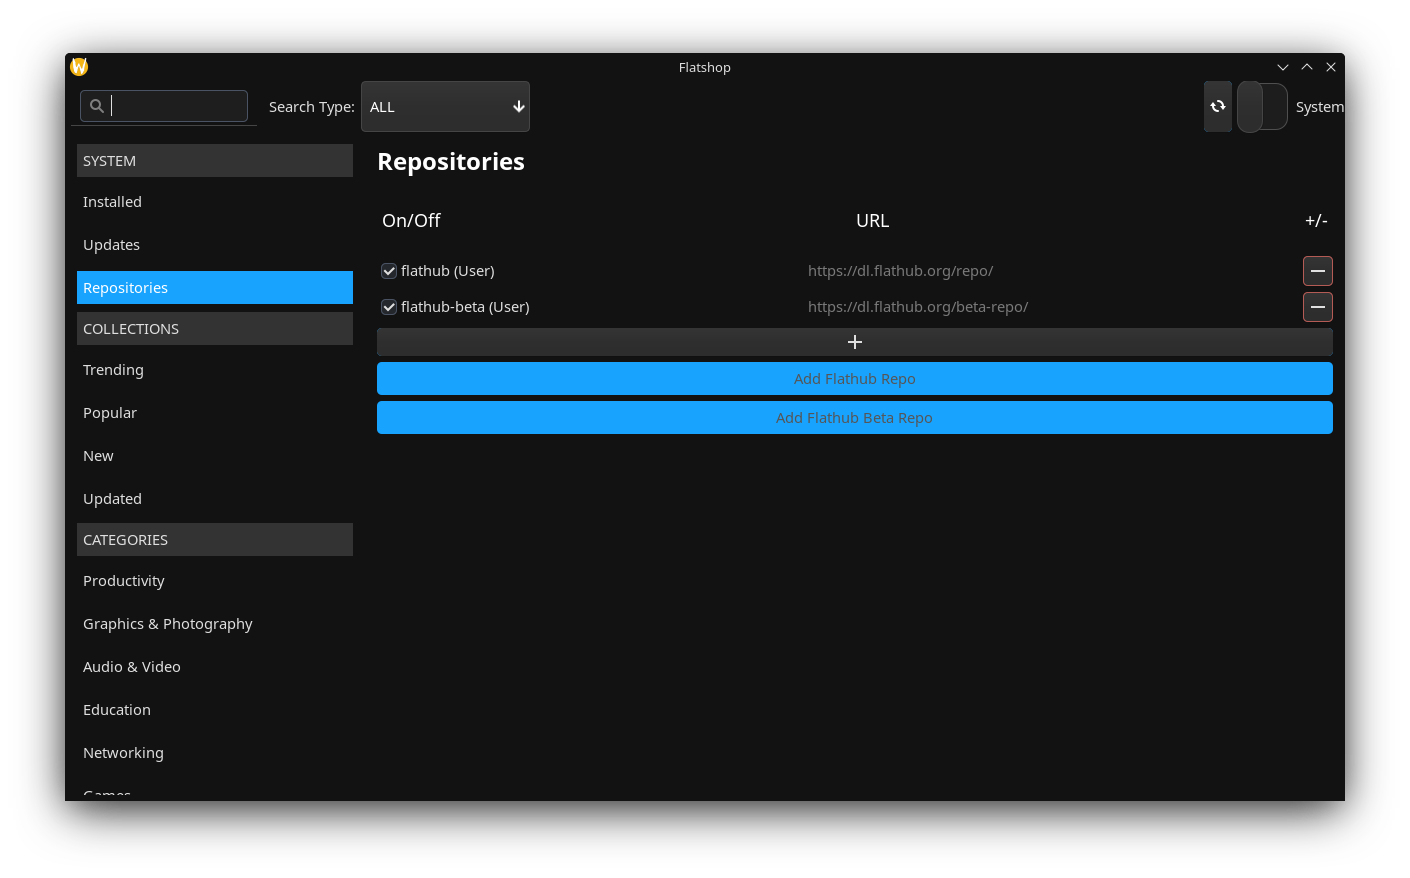 Flatshop
Search Type: ALL System
SYSTEM
Installed
Updates
Repositories
COLLECTIONS
Trending
Popular
New
Updated
CATEGORIES
Productivity
Graphics & Photography
Audio & Video
Education
Networking
Games
Repositories
On/Off URL +/-
flathub (User) https://dl.flathub.org/repo/
flathub-beta (User) https://dl.flathub.org/beta-repo/
Add Flathub Repo
Add Flathub Beta Repo